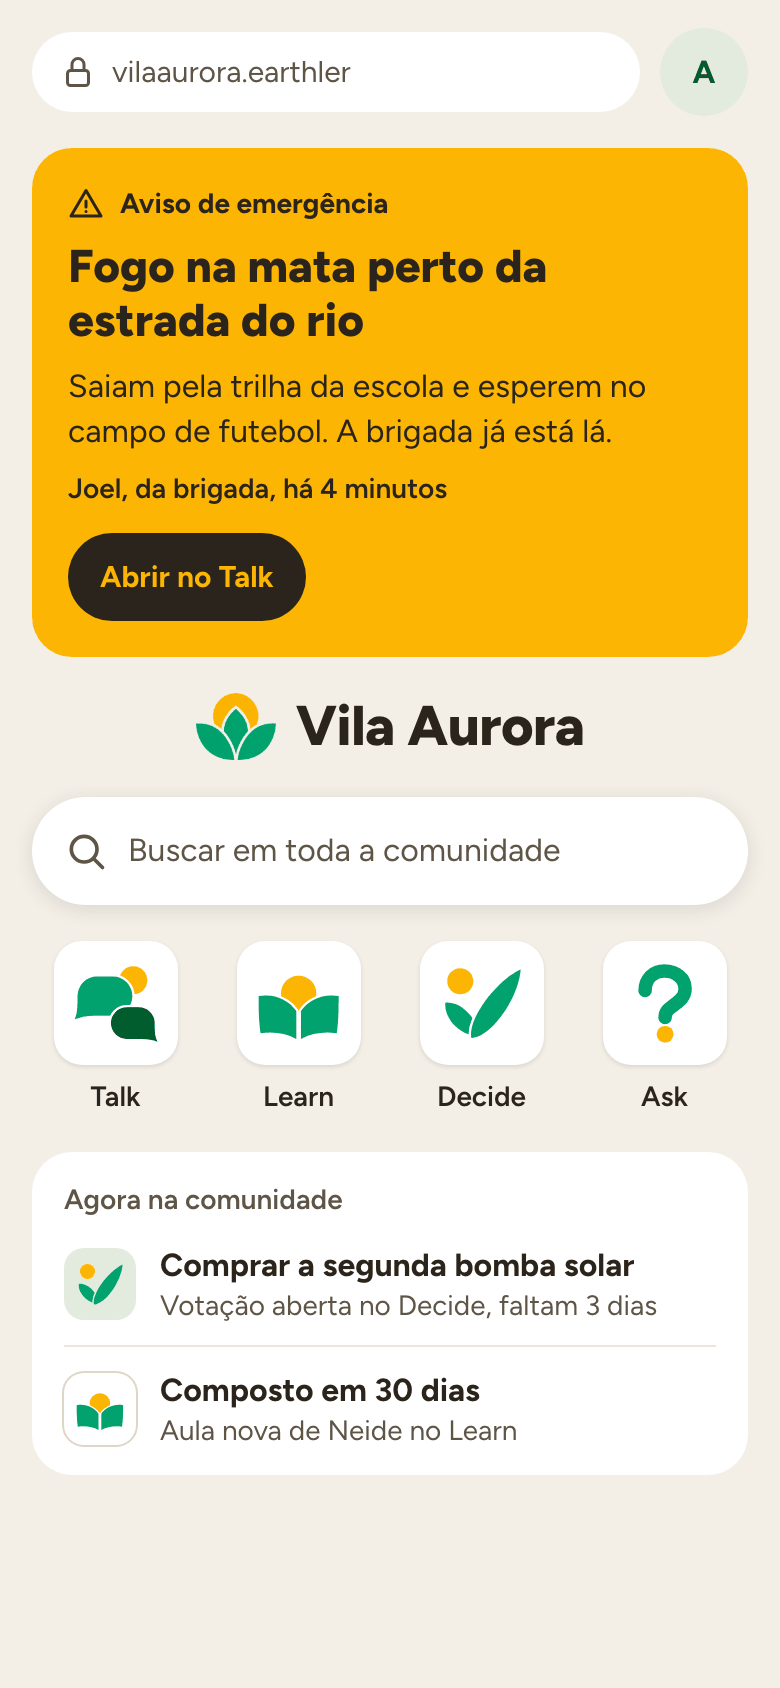 vilaaurora.earthler
A
Aviso de emergência
Fogo na mata perto da
estrada do rio
Saiam pela trilha da escola e esperem no
campo de futebol. A brigada já está lá.
Joel, da brigada, há 4 minutos
Abrir no Talk
Vila Aurora
Buscar em toda a comunidade
Talk
Learn
Decide
Ask
Agora na comunidade
Comprar a segunda bomba solar
Votação aberta no Decide, faltam 3 dias
Composto em 30 dias
Aula nova de Neide no Learn